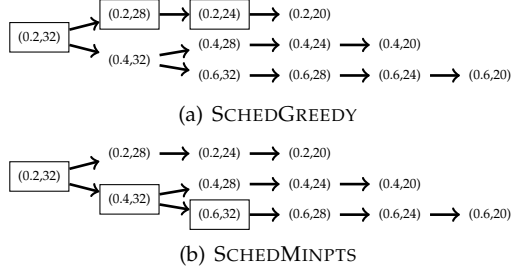 (0.2,28) (0.2,24) (0.2,20)
(0.2,32)
(0.4,32) (0.4,28) (0.4,24) (0.4,20)
(0.6,32) (0.6,28) (0.6,24) (0.6,20)
(a) SCHEDGREEDY
(0.2,28) (0.2,24) (0.2,20)
(0.2,32)
(0.4,32) (0.4,28) (0.4,24) (0.4,20)
(0.6,32) (0.6,28) (0.6,24) (0.6,20)
(b) SCHEDMINPTS